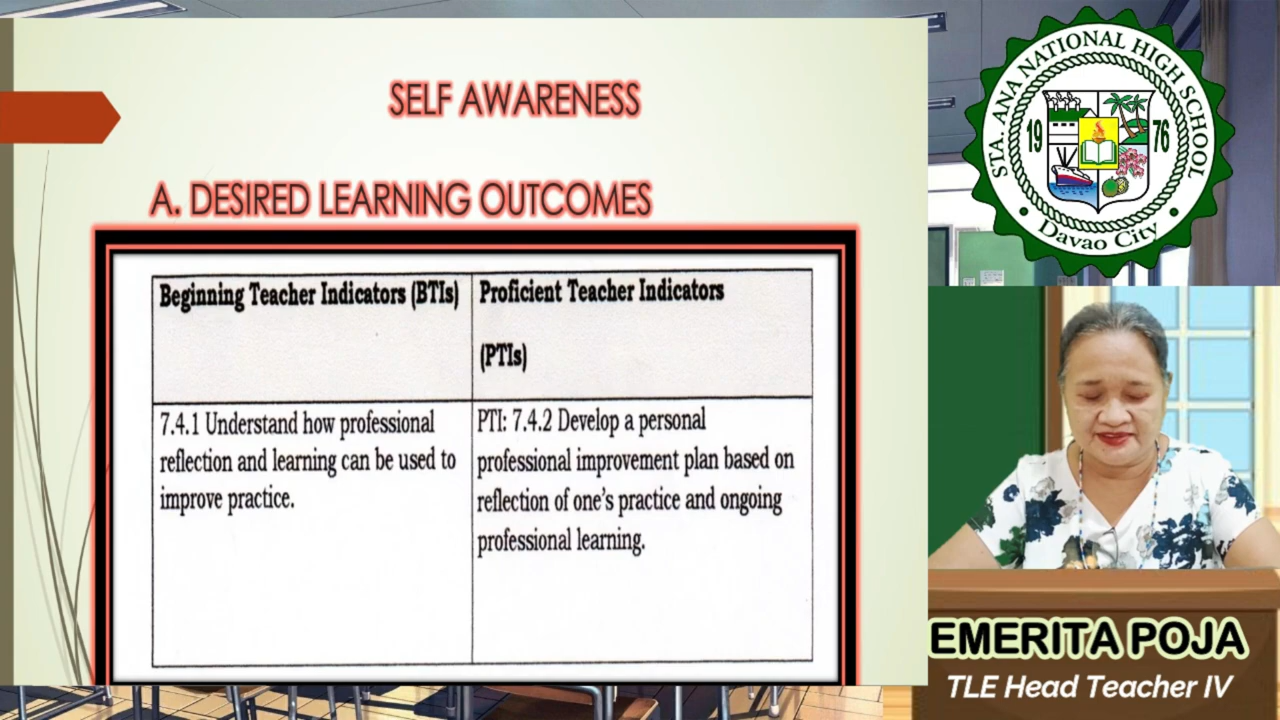 SELF AWARENESS
A. DESIRED LEARNING OUTCOMES
Beginning Teacher Indicators (BTIs)
Proficient Teacher Indicators
(PTIs)
7.4.1 Understand how professional
reflection and learning can be used to
improve practice.
PTI: 7.4.2 Develop a personal
professional improvement plan based on
reflection of one's practice and ongoing
professional learning.
STA. ANA NATIONAL HIGH SCHOOL
19 76
Davao City
EMERITA POJA
TLE Head Teacher IV